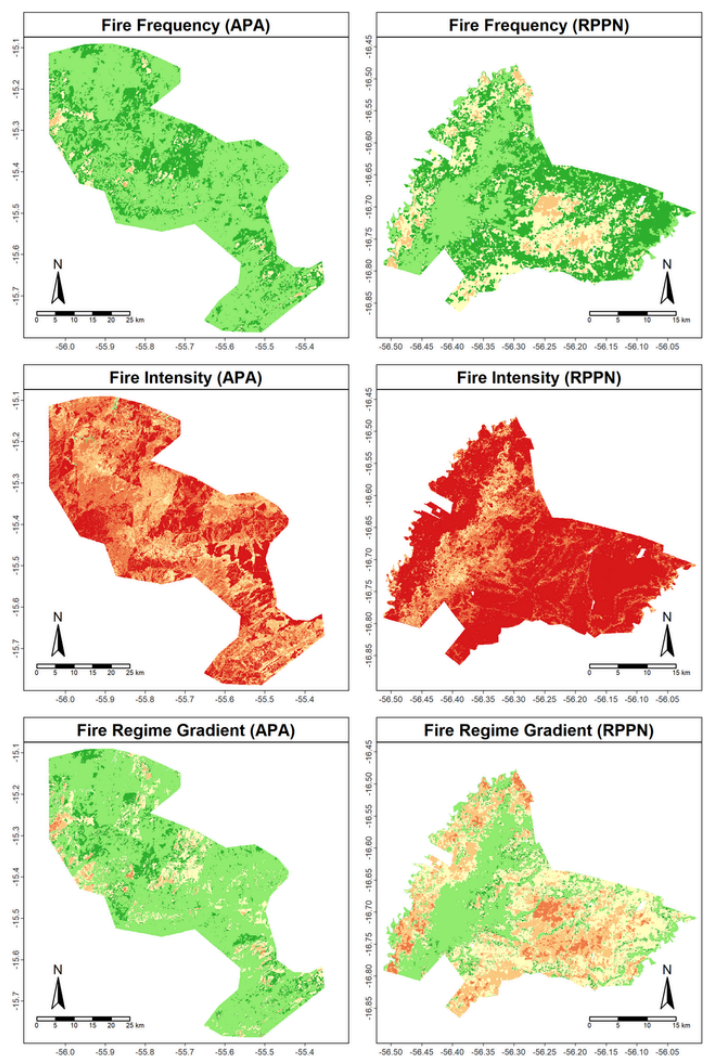 Fire Frequency (APA)
-15.1
-15.2
-15.3
-15.4
-15.5
-15.6
-15.7
N
0 5 10 15 20 25 km
-56.0 -55.9 -55.8 -55.7 -55.6 -55.5 -55.4
Fire Frequency (RPPN)
-16.45
-16.50
-16.55
-16.60
-16.65
-16.70
-16.75
-16.80
-16.85
N
0 5 10 15 km
-56.50 -56.45 -56.40 -56.35 -56.30 -56.25 -56.20 -56.15 -56.10 -56.05
Fire Intensity (APA)
-15.1
-15.2
-15.3
-15.4
-15.5
-15.6
-15.7
N
0 5 10 15 20 25 km
-56.0 -55.9 -55.8 -55.7 -55.6 -55.5 -55.4
Fire Intensity (RPPN)
-16.45
-16.50
-16.55
-16.60
-16.65
-16.70
-16.75
-16.80
-16.85
N
0 5 10 15 km
-56.50 -56.45 -56.40 -56.35 -56.30 -56.25 -56.20 -56.15 -56.10 -56.05
Fire Regime Gradient (APA)
-15.1
-15.2
-15.3
-15.4
-15.5
-15.6
-15.7
N
0 5 10 15 20 25 km
-56.0 -55.9 -55.8 -55.7 -55.6 -55.5 -55.4
Fire Regime Gradient (RPPN)
-16.45
-16.50
-16.55
-16.60
-16.65
-16.70
-16.75
-16.80
-16.85
N
0 5 10 15 km
-56.50 -56.45 -56.40 -56.35 -56.30 -56.25 -56.20 -56.15 -56.10 -56.05